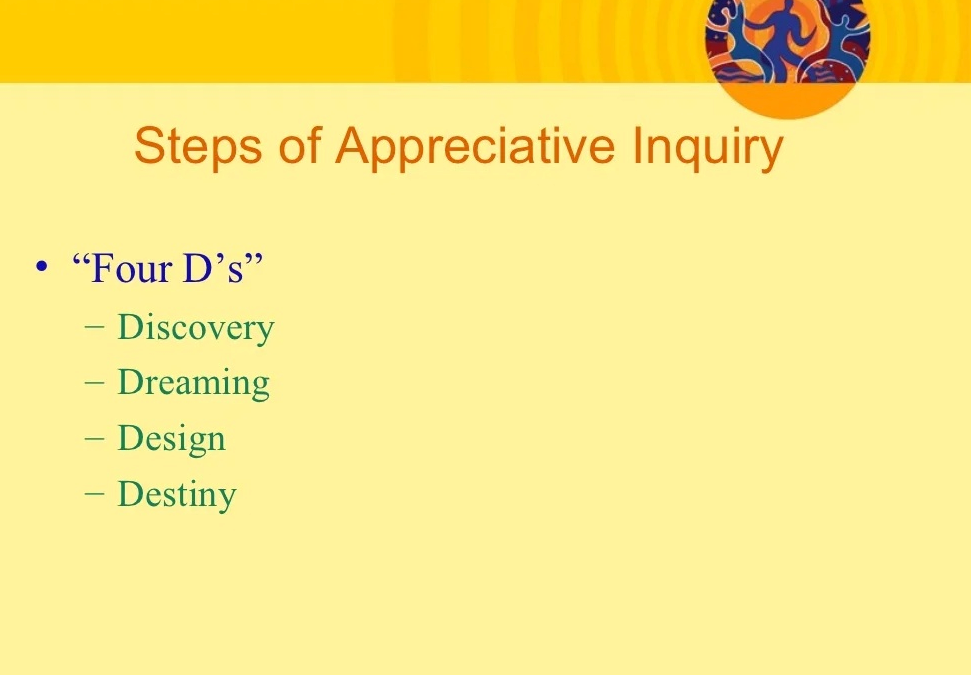 Steps of Appreciative Inquiry
• “Four D’s”
– Discovery
– Dreaming
– Design
– Destiny